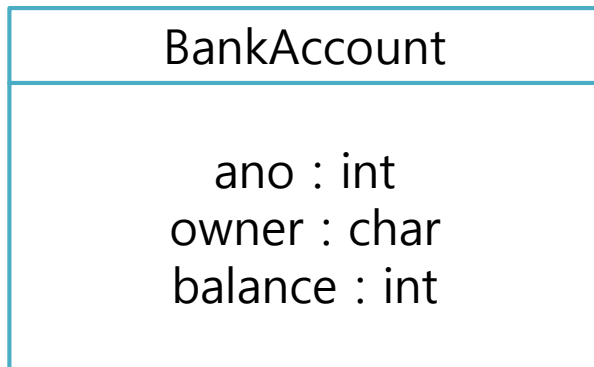 BankAccount
ano : int
owner : char
balance : int